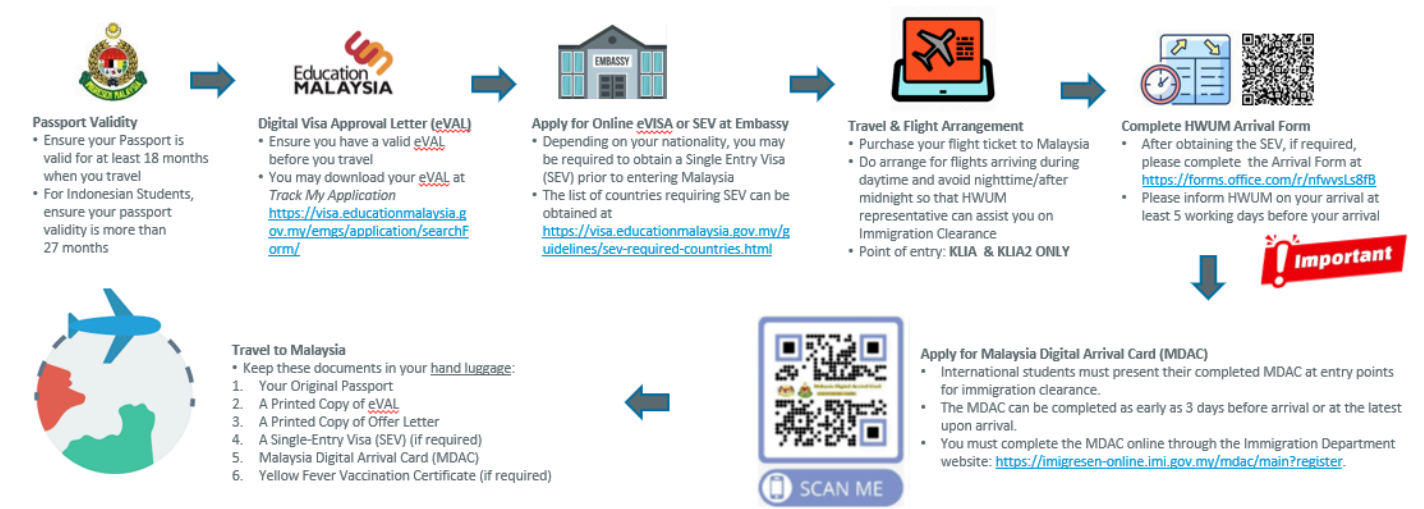 Education
MALAYSIA
EMBASSY
Passport Validity
• Ensure your Passport is
valid for at least 18 months
when you travel
• For Indonesian Students,
ensure your passport
validity is more than
27 months
Digital Visa Approval Letter (eVAL)
• Ensure you have a valid eVAL
before you travel
• You may download your eVAL at
Track My Application
https://visa.educationmalaysia.g
ov.my/emgs/application/searchF
orm/
Apply for Online eVISA or SEV at Embassy
• Depending on your nationality, you may
be required to obtain a Single Entry Visa
(SEV) prior to entering Malaysia
• The list of countries requiring SEV can be
obtained at
https://visa.educationmalaysia.gov.my/g
uidelines/sev-required-countries.html
Travel & Flight Arrangement
• Purchase your flight ticket to Malaysia
• Do arrange for flights arriving during
daytime and avoid nighttime/after
midnight so that HWUM
representative can assist you on
Immigration Clearance
• Point of entry: KLIA & KLIA2 ONLY
Complete HWUM Arrival Form
• After obtaining the SEV, if required,
please complete the Arrival Form at
https://forms.office.com/r/nfwvsLs8fB
• Please inform HWUM on your arrival at
least 5 working days before your arrival
Important
Apply for Malaysia Digital Arrival Card (MDAC)
• International students must present their completed MDAC at entry points
for immigration clearance.
• The MDAC can be completed as early as 3 days before arrival or at the latest
upon arrival.
• You must complete the MDAC online through the Immigration Department
website: https://imigresen-online.imi.gov.my/mdac/main?register.
Malaysia Digital Arrival Card
SCAN ME
Travel to Malaysia
• Keep these documents in your hand luggage:
1. Your Original Passport
2. A Printed Copy of eVAL
3. A Printed Copy of Offer Letter
4. A Single-Entry Visa (SEV) (if required)
5. Malaysia Digital Arrival Card (MDAC)
6. Yellow Fever Vaccination Certificate (if required)